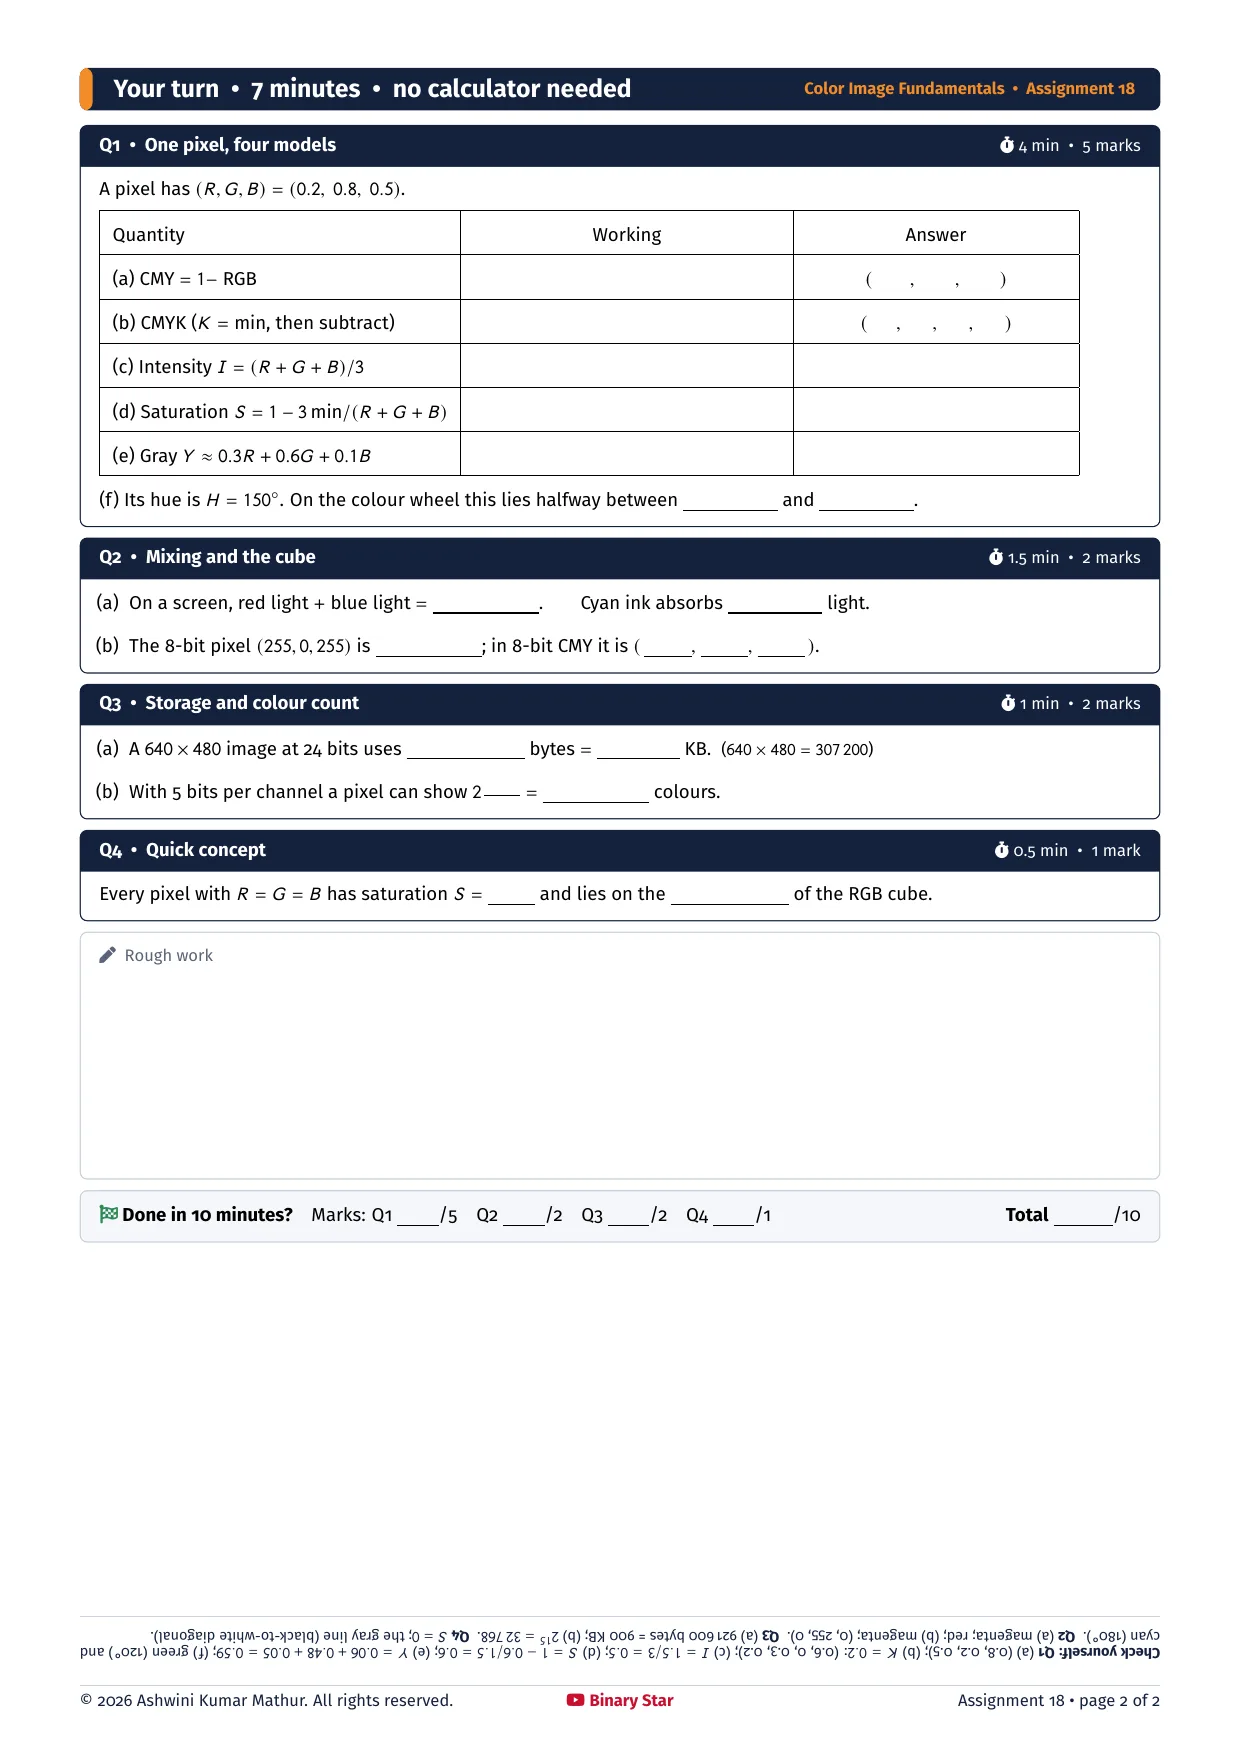 Your turn • 7 minutes • no calculator needed
Color Image Fundamentals • Assignment 18
Q1 • One pixel, four models
4 min • 5 marks
A pixel has (R, G, B) = (0.2, 0.8, 0.5).
Quantity Working Answer
(a) CMY = 1− RGB ( , , )
(b) CMYK (K = min, then subtract) ( , , , )
(c) Intensity I = (R + G + B)/3
(d) Saturation S = 1 − 3 min/(R + G + B)
(e) Gray Y ≈ 0.3R + 0.6G + 0.1B
(f) Its hue is H = 150°. On the colour wheel this lies halfway between ____ and ____.
Q2 • Mixing and the cube
1.5 min • 2 marks
(a) On a screen, red light + blue light = ____. Cyan ink absorbs ____ light.
(b) The 8-bit pixel (255, 0, 255) is ____; in 8-bit CMY it is ( ____, ____, ____ ).
Q3 • Storage and colour count
1 min • 2 marks
(a) A 640 × 480 image at 24 bits uses ____ bytes = ____ KB. (640 × 480 = 307 200)
(b) With 5 bits per channel a pixel can show 2____ = ____ colours.
Q4 • Quick concept
0.5 min • 1 mark
Every pixel with R = G = B has saturation S = ____ and lies on the ____ of the RGB cube.
Rough work
Done in 10 minutes? Marks: Q1 ____/5 Q2 ____/2 Q3 ____/2 Q4 ____/1 Total ____/10
Check yourself: Q1 (a) (0.8, 0.2, 0.5); (b) K = 0.2: (0.6, 0, 0.3, 0.2); (c) I = 1.5/3 = 0.5; (d) S = 1 − 0.6/1.5 = 0.6; (e) Y = 0.06 + 0.48 + 0.05 = 0.59; (f) green (120°) and
cyan (180°). Q2 (a) magenta; red; (b) magenta; (0, 255, 0). Q3 (a) 921 600 bytes = 900 KB; (b) 2¹⁵ = 32 768. Q4 S = 0; the gray line (black-to-white diagonal).
© 2026 Ashwini Kumar Mathur. All rights reserved.
Binary Star
Assignment 18 • page 2 of 2